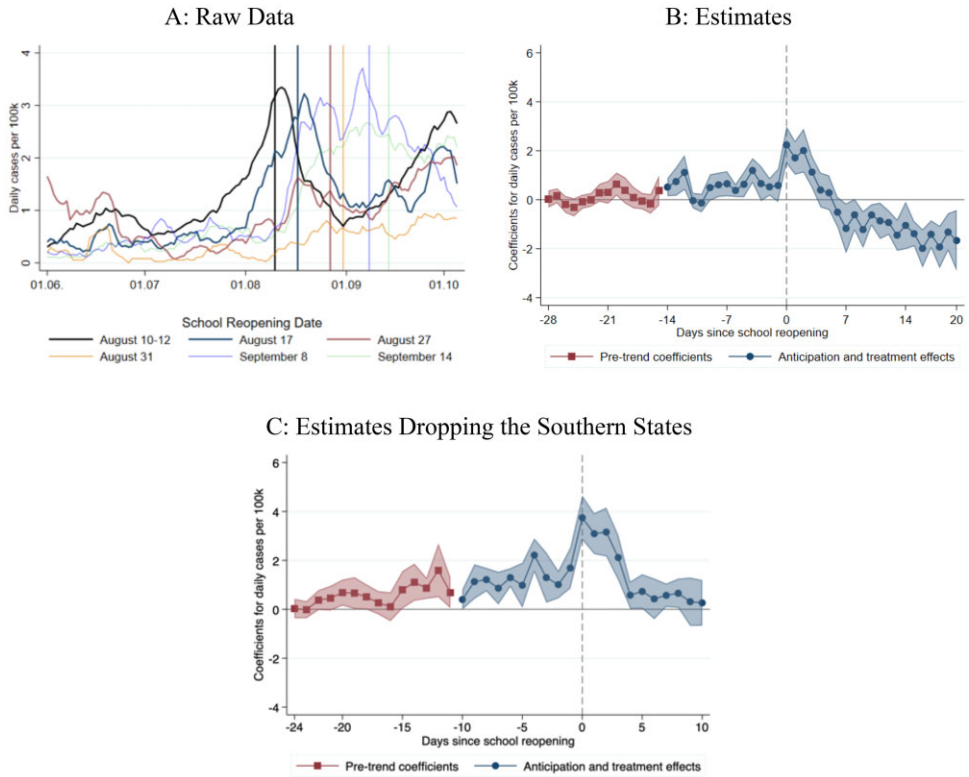 A: Raw Data
Daily cases per 100k
4
3
2
1
0
01.06. 01.07 01.08 01.09 01.10
School Reopening Date
August 10-12 August 17 August 27
August 31 September 8 September 14
B: Estimates
Coefficients for daily cases per 100k
6
4
2
0
-2
-4
-28 -21 -14 -7 0 7 14 20
Days since school reopening
Pre-trend coefficients Anticipation and treatment effects
C: Estimates Dropping the Southern States
Coefficients for daily cases per 100k
6
4
2
0
-2
-4
-24 -20 -15 -10 -5 0 5 10
Days since school reopening
Pre-trend coefficients Anticipation and treatment effects